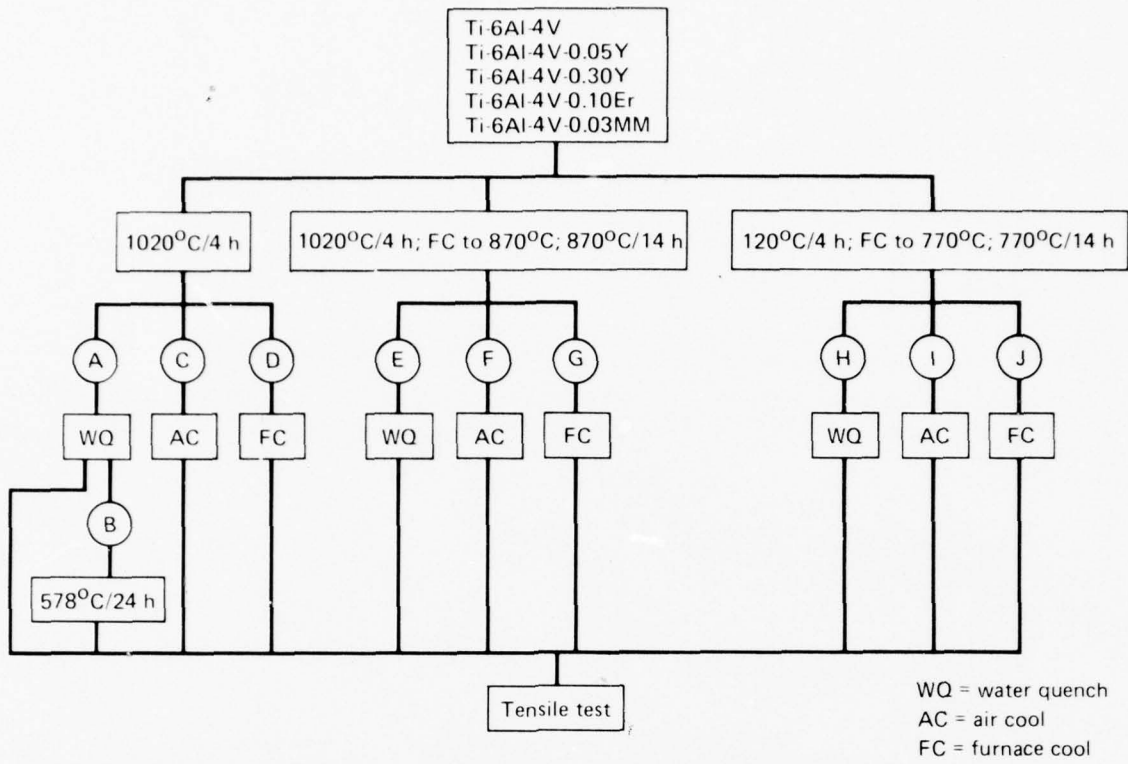 Ti-6Al-4V
Ti-6Al-4V-0.05Y
Ti-6Al-4V-0.30Y
Ti-6Al-4V-0.10Er
Ti-6Al-4V-0.03MM
1020°C/4 h
1020°C/4 h; FC to 870°C; 870°C/14 h
120°C/4 h; FC to 770°C; 770°C/14 h
A C D E F G H I J
WQ AC FC WQ AC FC WQ AC FC
B
578°C/24 h
Tensile test
WQ = water quench
AC = air cool
FC = furnace cool